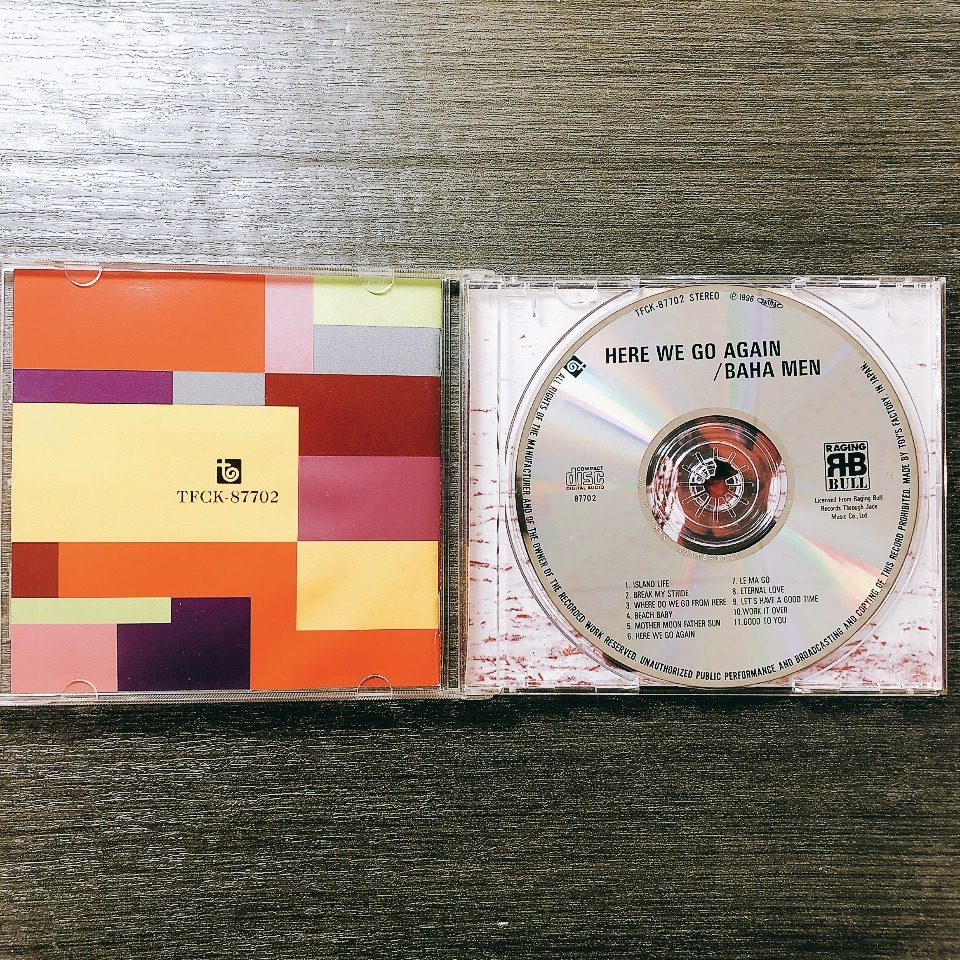 TFCK-87702
TFCK-87702 STEREO ℗1996
HERE WE GO AGAIN
/BAHA MEN
COMPACT
disc
DIGITAL AUDIO
87702
RAGING
RB
BULL
Licensed From Raging Bull
Records Through Jace
Music Co., Ltd.
1. ISLAND LIFE
2. BREAK MY STRIDE
3. WHERE DO WE GO FROM HERE
4. BEACH BABY
5. MOTHER MOON FATHER SUN
6. HERE WE GO AGAIN
7. LE MA GO
8. ETERNAL LOVE
9. LET'S HAVE A GOOD TIME
10. WORK IT OVER
11. GOOD TO YOU
ALL RIGHTS OF THE MANUFACTURER AND OF THE OWNER OF THE RECORDED WORK RESERVED. UNAUTHORIZED PUBLIC PERFORMANCE AND BROADCASTING AND COPYING OF THIS RECORD PROHIBITED. MADE BY TOY'S FACTORY IN JAPAN.